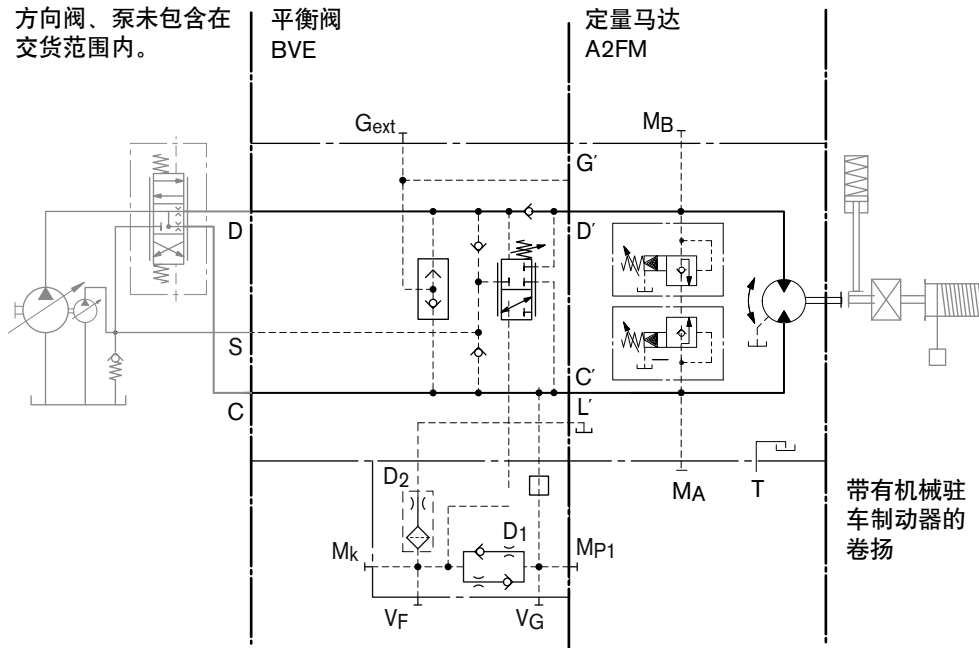 方向阀、泵未包含在
交货范围内。
平衡阀
BVE
定量马达
A2FM
Gext
MB
G′
D
D′
S
C′
C
L′
D2
MA
T
带有机械驻
车制动器的
卷扬
D1
Mk
MP1
VF
VG